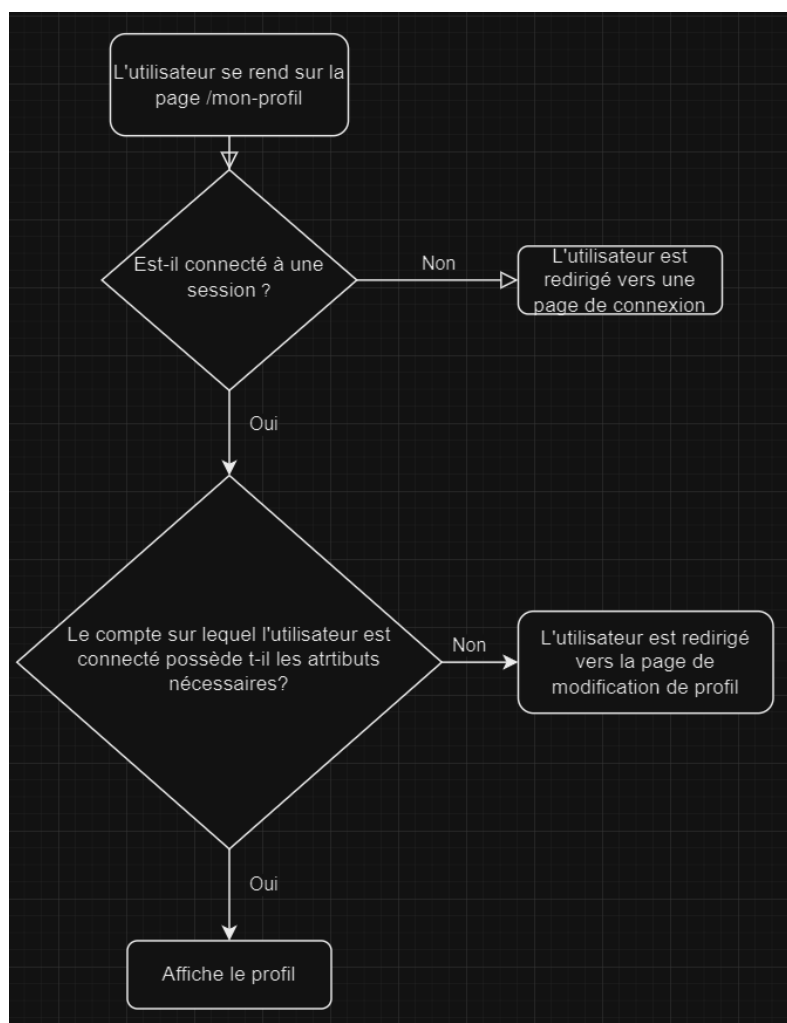 L'utilisateur se rend sur la
page /mon-profil
Est-il connecté à une
session ?
Non
L'utilisateur est
redirigé vers une
page de connexion
Oui
Le compte sur lequel l'utilisateur est
connecté possède t-il les atrtibuts
nécessaires?
Non
L'utilisateur est redirigé
vers la page de
modification de profil
Oui
Affiche le profil